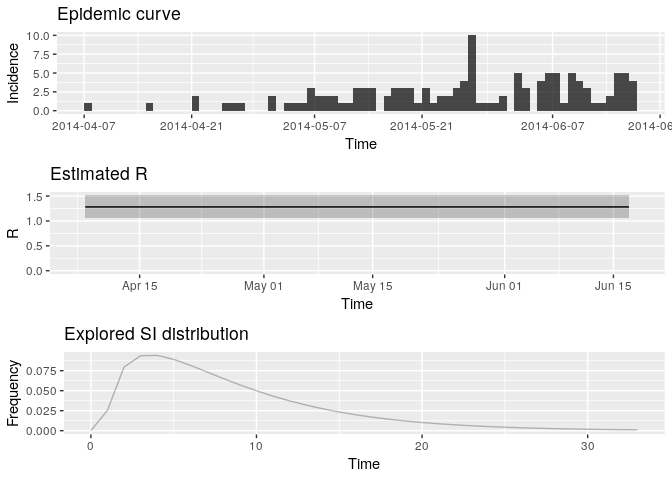 Epidemic curve
10.0
7.5
5.0
2.5
0.0
Incidence
2014-04-07 2014-04-21 2014-05-07 2014-05-21 2014-06-07 2014-06
Time
Estimated R
1.5
1.0
0.5
0.0
R
Apr 15 May 01 May 15 Jun 01 Jun 15
Time
Explored SI distribution
0.075
0.050
0.025
0.000
Frequency
0 10 20 30
Time